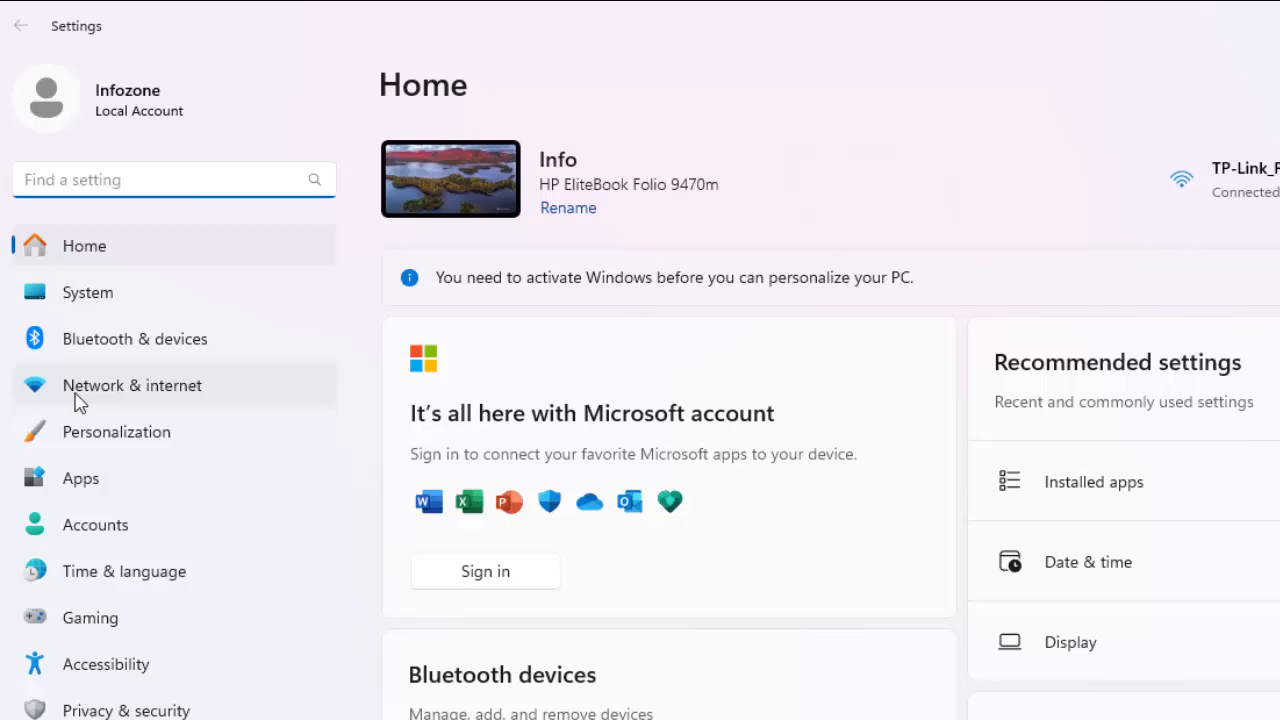 Settings
Infozone
Local Account
Find a setting
Home
System
Bluetooth & devices
Network & internet
Personalization
Apps
Accounts
Time & language
Gaming
Accessibility
Privacy & security
Home
Info
HP EliteBook Folio 9470m
Rename
TP-Link_
Connected
You need to activate Windows before you can personalize your PC.
It's all here with Microsoft account
Sign in to connect your favorite Microsoft apps to your device.
Sign in
Bluetooth devices
Manage, add, and remove devices
Recommended settings
Recent and commonly used settings
Installed apps
Date & time
Display